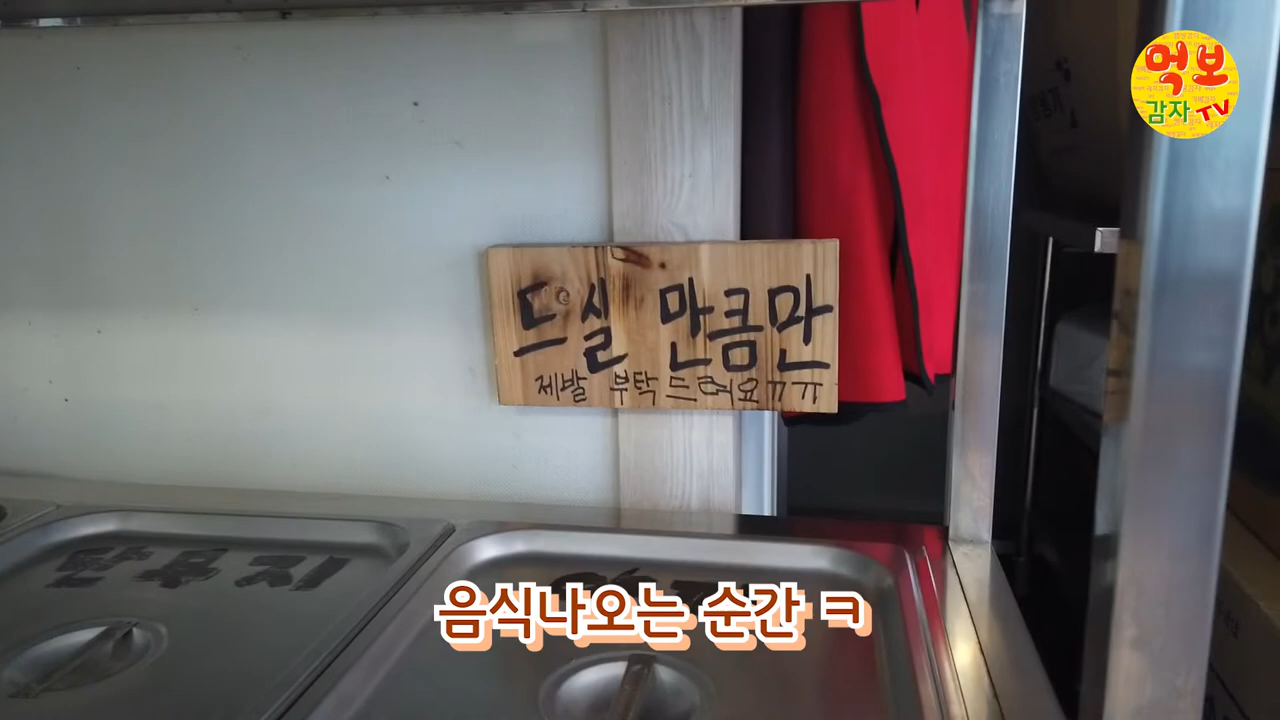 먹보
감자 TV
드실 만큼만
제발 부탁드려요ㅠㅠ
단무지
음식나오는 순간 ㅋ